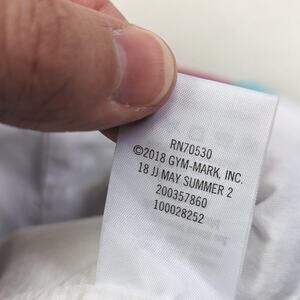 RN70530
©2018 GYM-MARK, INC.
18 JJ MAY SUMMER 2
200357860
100028252